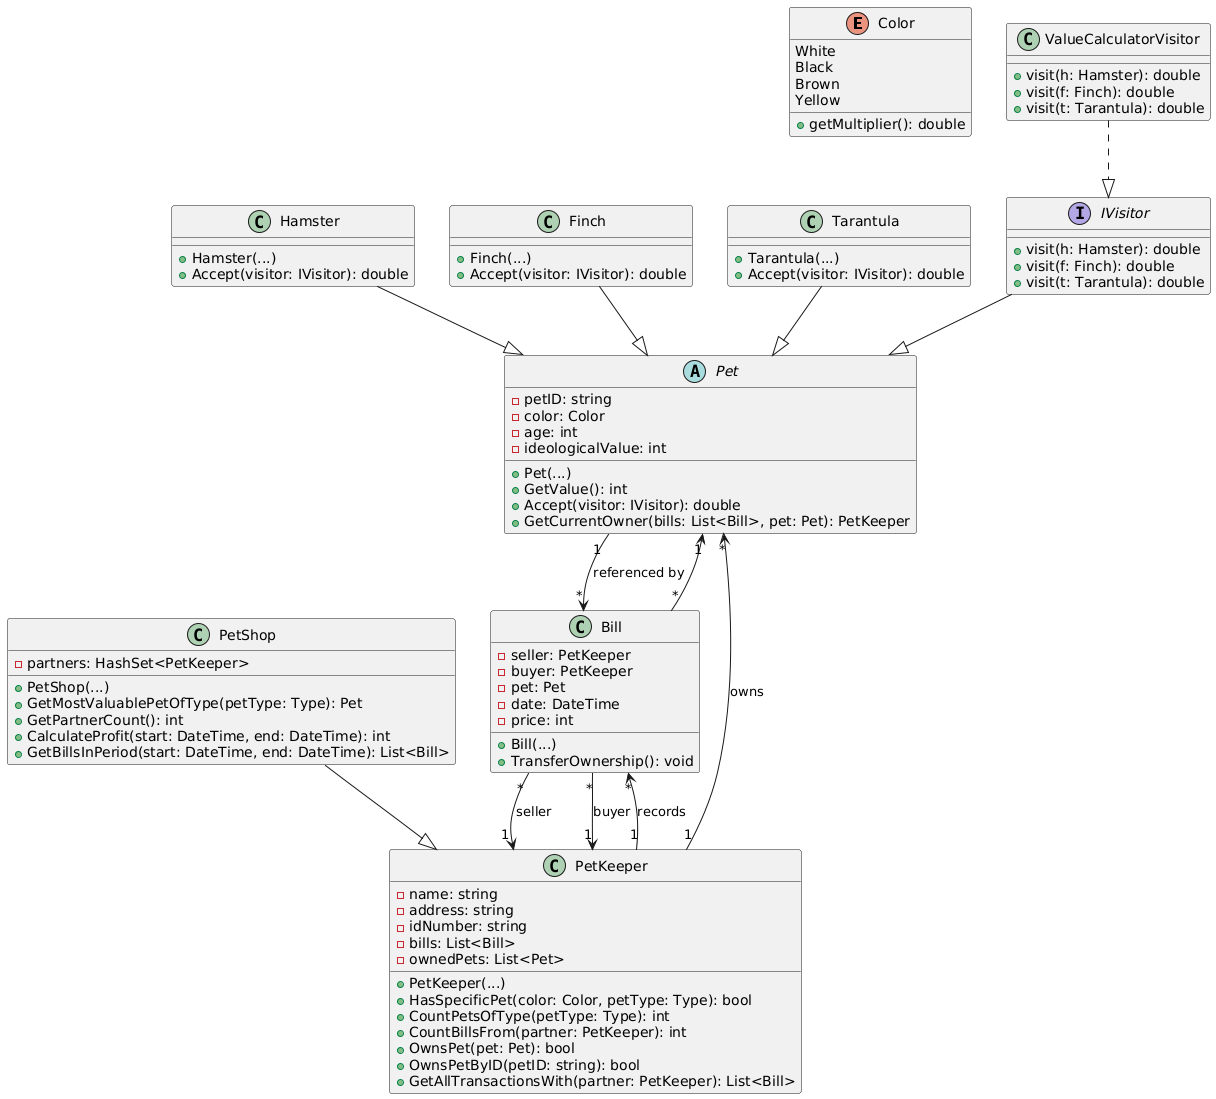 E Color
White
Black
Brown
Yellow
getMultiplier(): double
C ValueCalculatorVisitor
visit(h: Hamster): double
visit(f: Finch): double
visit(t: Tarantula): double
C Hamster
Hamster(...)
Accept(visitor: IVisitor): double
C Finch
Finch(...)
Accept(visitor: IVisitor): double
C Tarantula
Tarantula(...)
Accept(visitor: IVisitor): double
I IVisitor
visit(h: Hamster): double
visit(f: Finch): double
visit(t: Tarantula): double
A Pet
petID: string
color: Color
age: int
ideologicalValue: int
Pet(...)
GetValue(): int
Accept(visitor: IVisitor): double
GetCurrentOwner(bills: List<Bill>, pet: Pet): PetKeeper
1
1
*
referenced by
*
*
C PetShop
partners: HashSet<PetKeeper>
PetShop(...)
GetMostValuablePetOfType(petType: Type): Pet
GetPartnerCount(): int
CalculateProfit(start: DateTime, end: DateTime): int
GetBillsInPeriod(start: DateTime, end: DateTime): List<Bill>
C Bill
seller: PetKeeper
buyer: PetKeeper
pet: Pet
date: DateTime
price: int
Bill(...)
TransferOwnership(): void
owns
*
*
*
seller
buyer
records
1
1
1
1
C PetKeeper
name: string
address: string
idNumber: string
bills: List<Bill>
ownedPets: List<Pet>
PetKeeper(...)
HasSpecificPet(color: Color, petType: Type): bool
CountPetsOfType(petType: Type): int
CountBillsFrom(partner: PetKeeper): int
OwnsPet(pet: Pet): bool
OwnsPetByID(petID: string): bool
GetAllTransactionsWith(partner: PetKeeper): List<Bill>